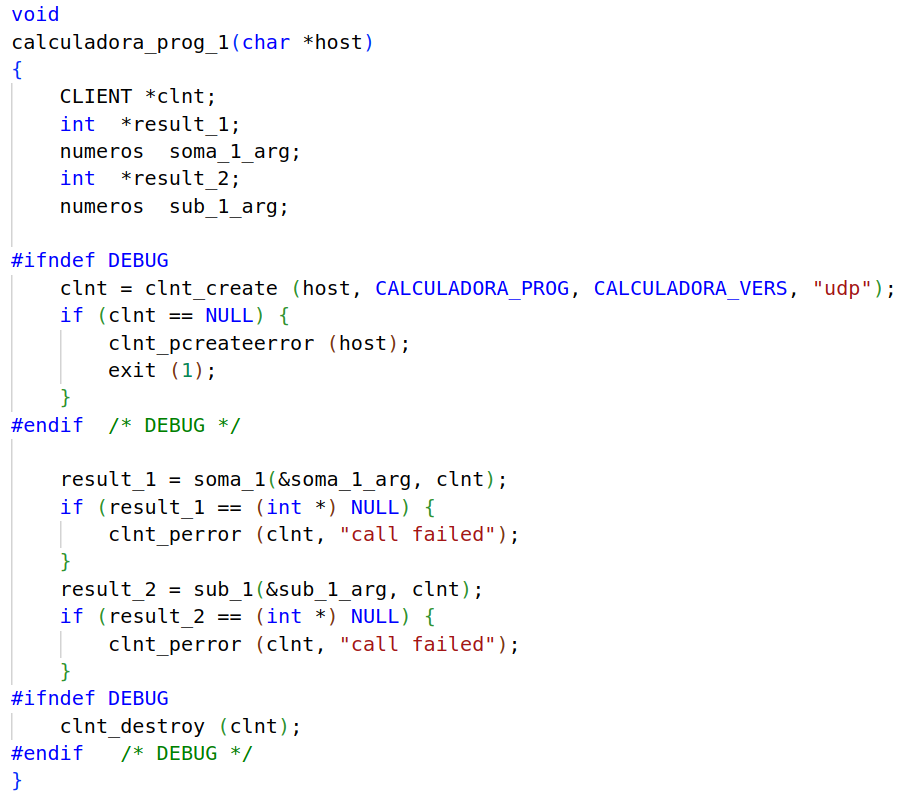 void
calculadora_prog_1(char *host)
{
    CLIENT *clnt;
    int  *result_1;
    numeros  soma_1_arg;
    int  *result_2;
    numeros  sub_1_arg;

#ifndef DEBUG
    clnt = clnt_create (host, CALCULADORA_PROG, CALCULADORA_VERS, "udp");
    if (clnt == NULL) {
        clnt_pcreateerror (host);
        exit (1);
    }
#endif  /* DEBUG */

    result_1 = soma_1(&soma_1_arg, clnt);
    if (result_1 == (int *) NULL) {
        clnt_perror (clnt, "call failed");
    }
    result_2 = sub_1(&sub_1_arg, clnt);
    if (result_2 == (int *) NULL) {
        clnt_perror (clnt, "call failed");
    }
#ifndef DEBUG
    clnt_destroy (clnt);
#endif   /* DEBUG */
}